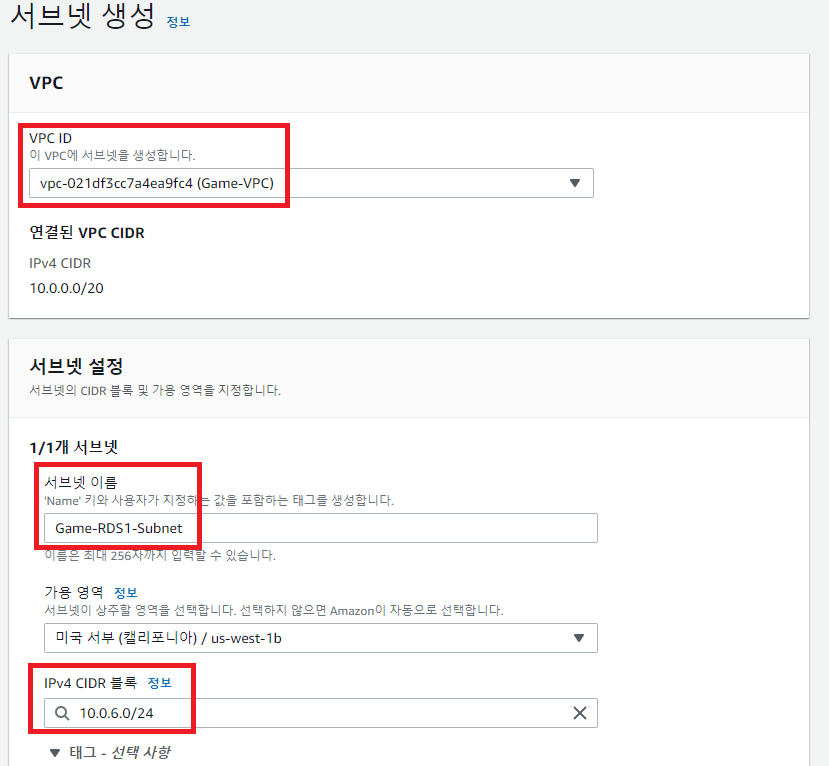 서브넷 생성 정보
VPC
VPC ID
이 VPC에 서브넷을 생성합니다.
vpc-021df3cc7a4ea9fc4 (Game-VPC)
연결된 VPC CIDR
IPv4 CIDR
10.0.0.0/20
서브넷 설정
서브넷의 CIDR 블록 및 가용 영역을 지정합니다.
1/1개 서브넷
서브넷 이름
'Name' 키와 사용자가 지정하는 값을 포함하는 태그를 생성합니다.
Game-RDS1-Subnet
이름은 최대 256자까지 입력할 수 있습니다.
가용 영역 정보
서브넷이 상주할 영역을 선택합니다. 선택하지 않으면 Amazon이 자동으로 선택합니다.
미국 서부 (캘리포니아) / us-west-1b
IPv4 CIDR 블록 정보
10.0.6.0/24
태그 - 선택 사항